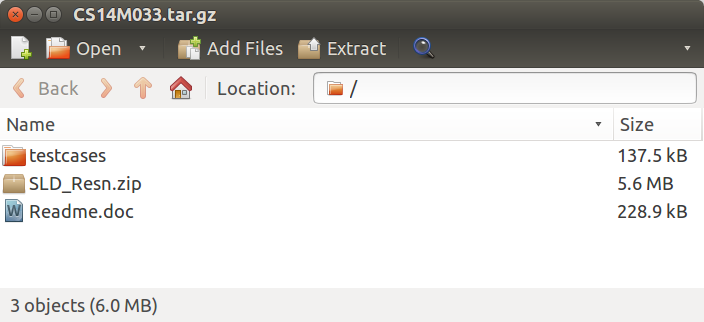 CS14M033.tar.gz
Open Add Files Extract
Back Location: /
Name Size
testcases 137.5 kB
SLD_Resn.zip 5.6 MB
Readme.doc 228.9 kB
3 objects (6.0 MB)